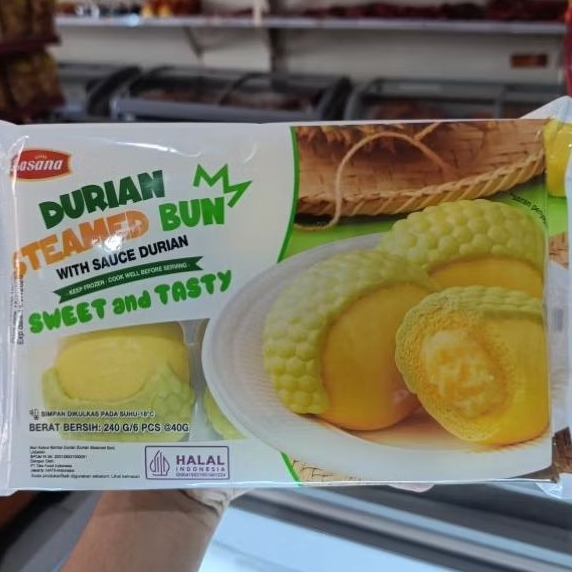 asana
DURIAN
STEAMED BUN
WITH SAUCE DURIAN
KEEP FROZEN · COOK WELL BEFORE SERVING
SWEET and TASTY
SIMPAN DIKULKAS PADA SUHU-18°C
BERAT BERSIH: 240 G/6 PCS @40G
HALAL
INDONESIA